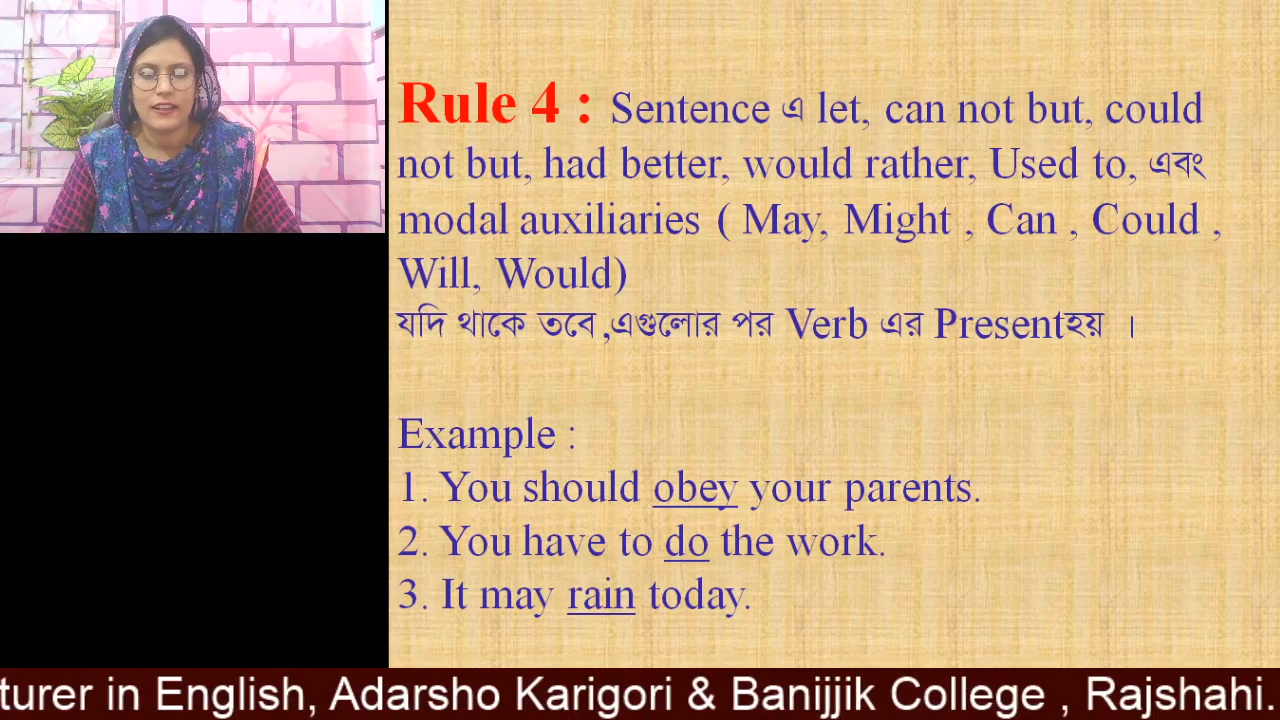 Rule 4 : Sentence এ let, can not but, could
not but, had better, would rather, Used to, এবং
modal auxiliaries ( May, Might , Can , Could ,
Will, Would)
যদি থাকে তবে ,এগুলোর পর Verb এর Presentহয় ।
Example :
1. You should obey your parents.
2. You have to do the work.
3. It may rain today.
turer in English, Adarsho Karigori & Banijjik College , Rajshahi.